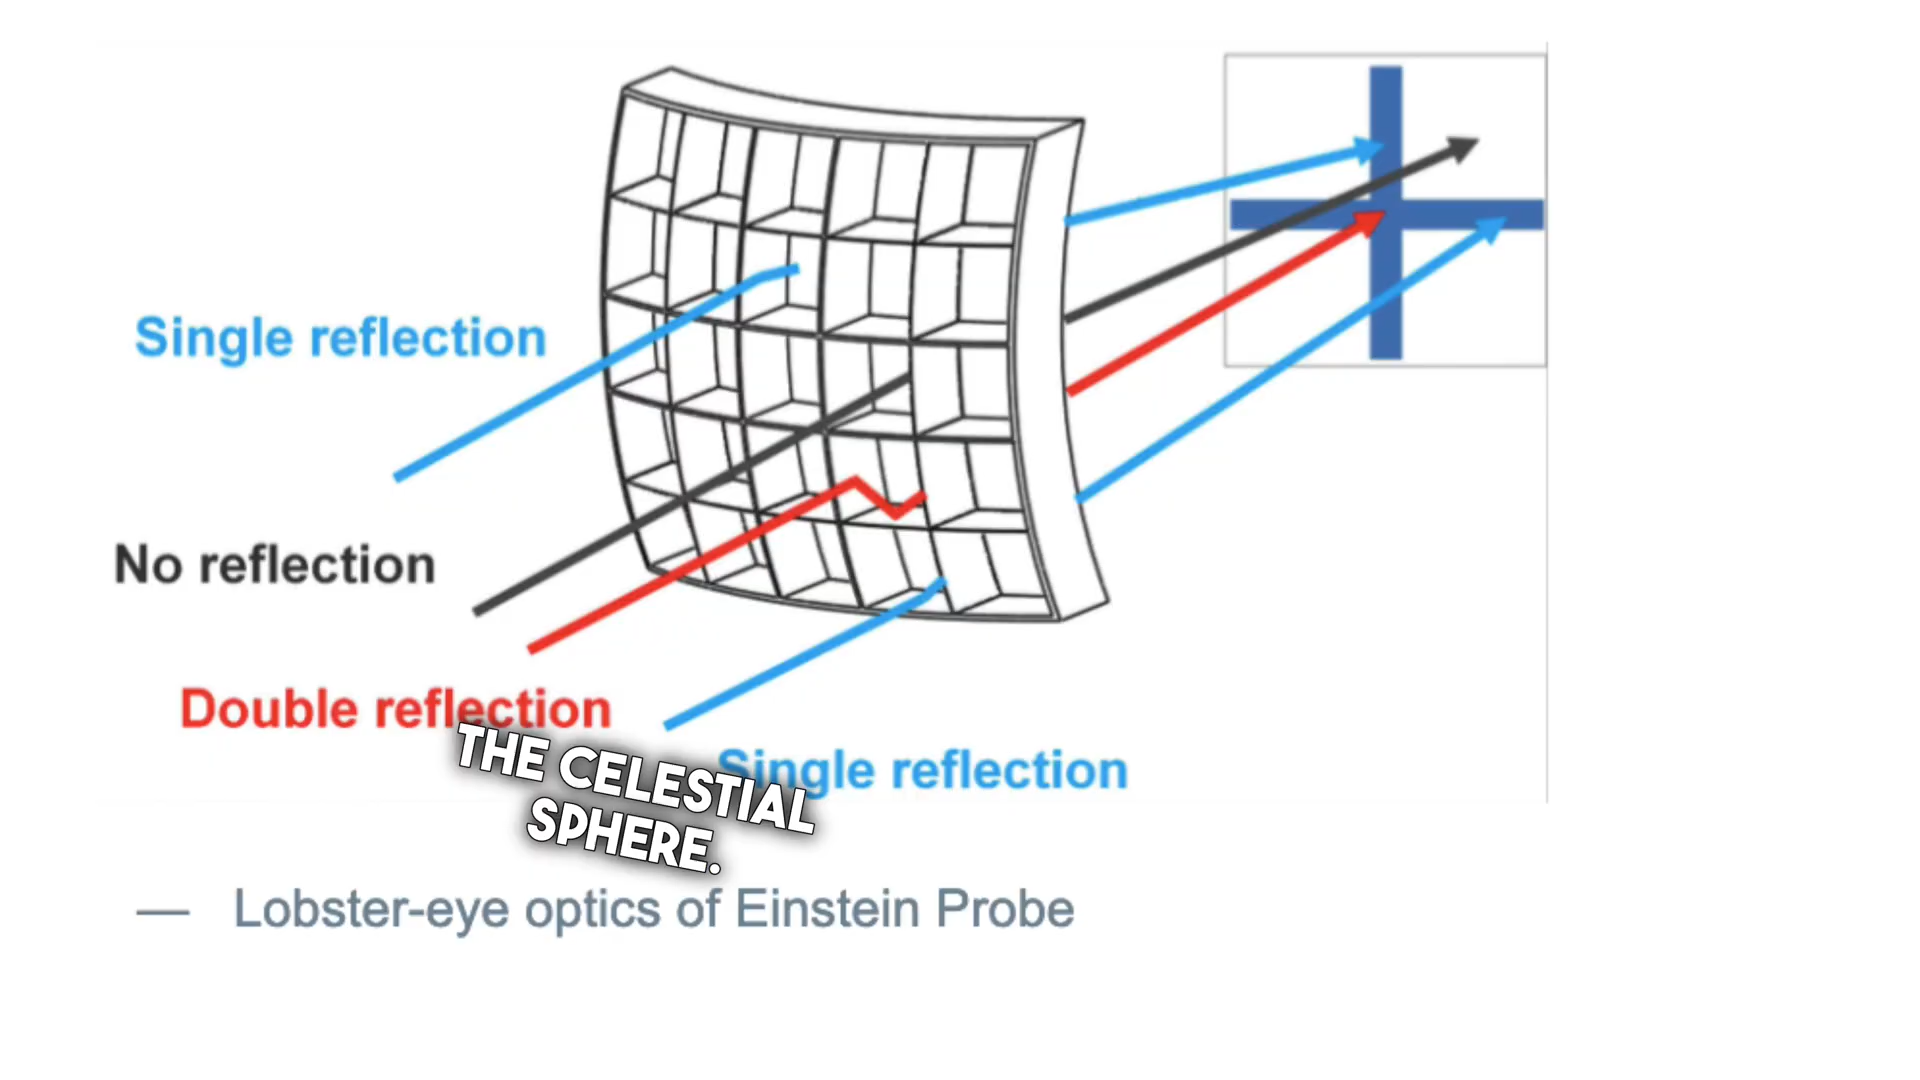 Single reflection
No reflection
Double reflection
Single reflection
THE CELESTIAL
SPHERE.
— Lobster-eye optics of Einstein Probe